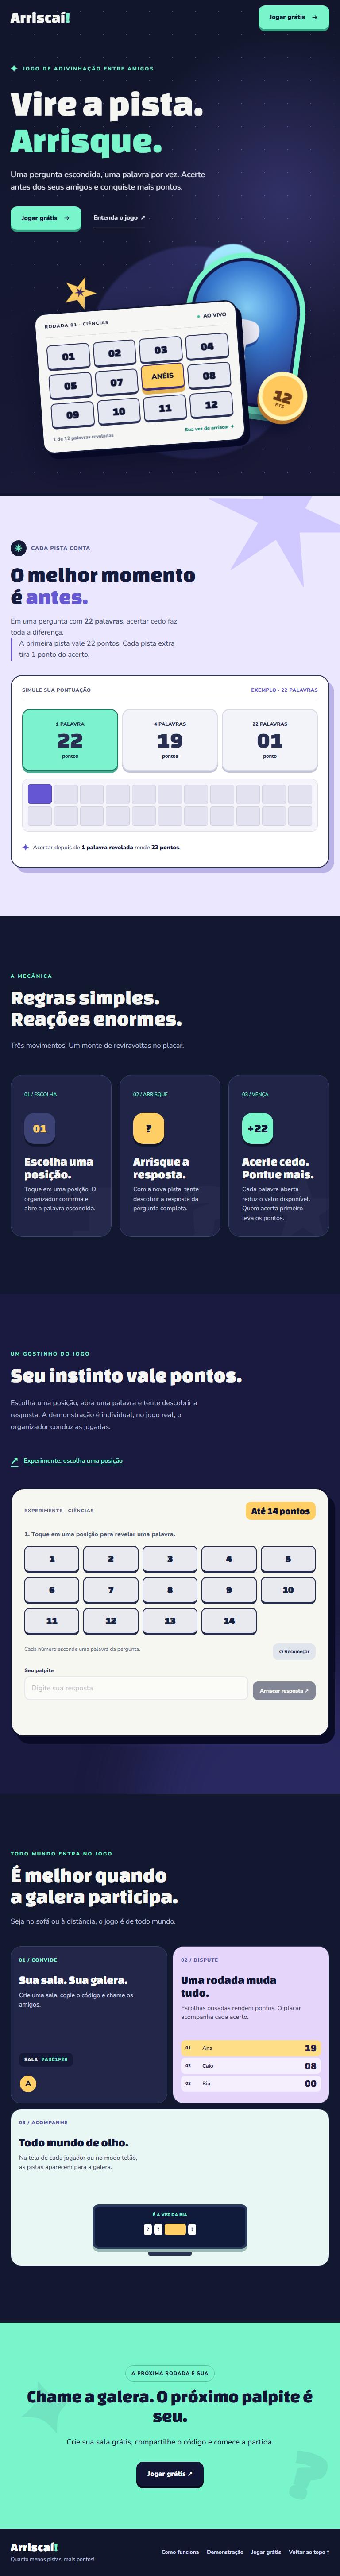 Arriscaí!
Jogar grátis →
JOGO DE ADIVINHAÇÃO ENTRE AMIGOS
Vire a pista.
Arrisque.
Uma pergunta escondida, uma palavra por vez. Acerte
antes dos seus amigos e conquiste mais pontos.
Jogar grátis →
Entenda o jogo ↗
RODADA 01 · CIÊNCIAS
AO VIVO
01 02 03 04
05 07 ANÉIS 08
09 10 11 12
1 de 12 palavras reveladas
Sua vez de arriscar
12
PTS
CADA PISTA CONTA
O melhor momento
é antes.
Em uma pergunta com 22 palavras, acertar cedo faz
toda a diferença.
A primeira pista vale 22 pontos. Cada pista extra
tira 1 ponto do acerto.
SIMULE SUA PONTUAÇÃO
EXEMPLO · 22 PALAVRAS
1 PALAVRA
22
pontos
4 PALAVRAS
19
pontos
22 PALAVRAS
01
ponto
Acertar depois de 1 palavra revelada rende 22 pontos.
A MECÂNICA
Regras simples.
Reações enormes.
Três movimentos. Um monte de reviravoltas no placar.
01 / ESCOLHA
01
Escolha uma
posição.
Toque em uma posição. O
organizador confirma e
abre a palavra escondida.
02 / ARRISQUE
?
Arrisque a
resposta.
Com a nova pista, tente
descobrir a resposta da
pergunta completa.
03 / VENÇA
+22
Acerte cedo.
Pontue mais.
Cada palavra aberta
reduz o valor disponível.
Quem acerta primeiro
leva os pontos.
UM GOSTINHO DO JOGO
Seu instinto vale pontos.
Escolha uma posição, abra uma palavra e tente descobrir a
resposta. A demonstração é individual; no jogo real, o
organizador conduz as jogadas.
↗ Experimente: escolha uma posição
EXPERIMENTE · CIÊNCIAS
Até 14 pontos
1. Toque em uma posição para revelar uma palavra.
1 2 3 4 5
6 7 8 9 10
11 12 13 14
Cada número esconde uma palavra da pergunta.
↺ Recomeçar
Seu palpite
Digite sua resposta
Arriscar resposta ↗
TODO MUNDO ENTRA NO JOGO
É melhor quando
a galera participa.
Seja no sofá ou à distância, o jogo é de todo mundo.
01 / CONVIDE
Sua sala. Sua galera.
Crie uma sala, copie o código e chame os
amigos.
SALA 7A3C1F2B
A
02 / DISPUTE
Uma rodada muda
tudo.
Escolhas ousadas rendem pontos. O placar
acompanha cada acerto.
01 Ana 19
02 Caio 08
03 Bia 00
03 / ACOMPANHE
Todo mundo de olho.
Na tela de cada jogador ou no modo telão,
as pistas aparecem para a galera.
É A VEZ DA BIA
? ? ?
A PRÓXIMA RODADA É SUA
Chame a galera. O próximo palpite é
seu.
Crie sua sala grátis, compartilhe o código e comece a partida.
Jogar grátis ↗
?
Arriscaí!
Quanto menos pistas, mais pontos!
Como funciona Demonstração Jogar grátis Voltar ao topo ↑